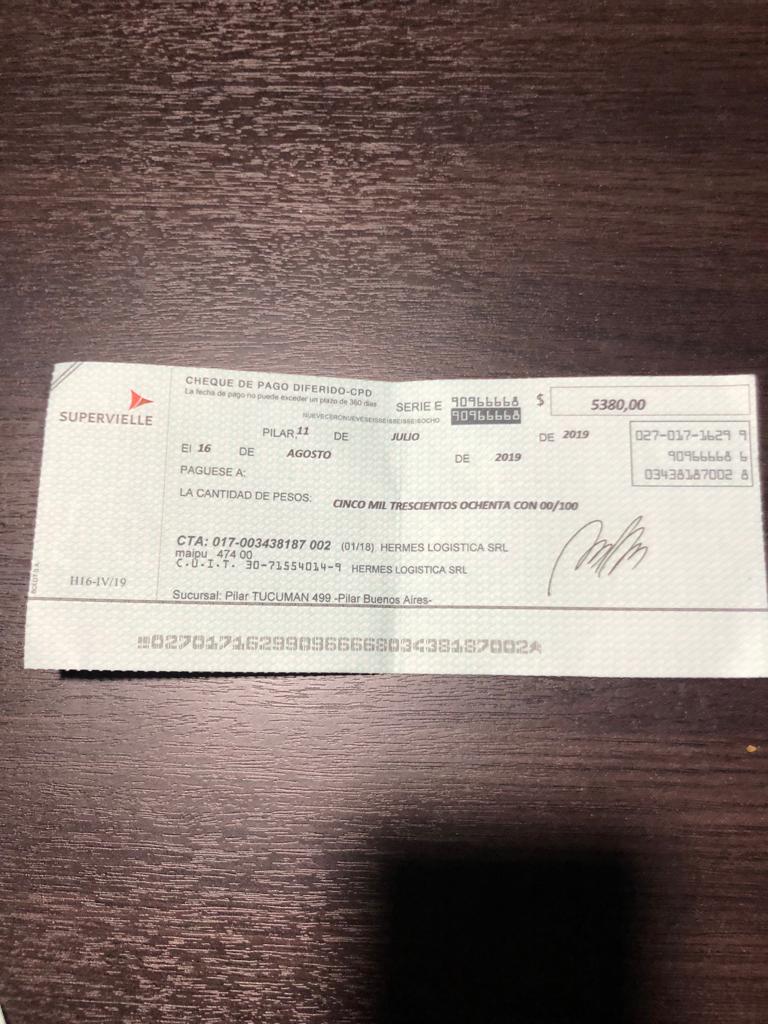 CHEQUE DE PAGO DIFERIDO-CPD
La fecha de pago no puede exceder un plazo de 360 días
SUPERVIELLE
SERIE E 90966668 $ 5380,00
90966668
NUEVECERONUEVESEISSEISSEISSEISOCHO
PILAR, 11 DE JULIO DE 2019
027-017-1629 9
El 16 DE AGOSTO DE 2019
90966668 6
PAGUESE A:
03438187002 8
LA CANTIDAD DE PESOS: CINCO MIL TRESCIENTOS OCHENTA CON 00/100
CTA: 017-003438187 002 (01/18) HERMES LOGISTICA SRL
maipu 474 00
C.U.I.T. 30-71554014-9 HERMES LOGISTICA SRL
H16-IV/19
Sucursal: Pilar TUCUMAN 499 -Pilar Buenos Aires-
02701716299096666803438187002